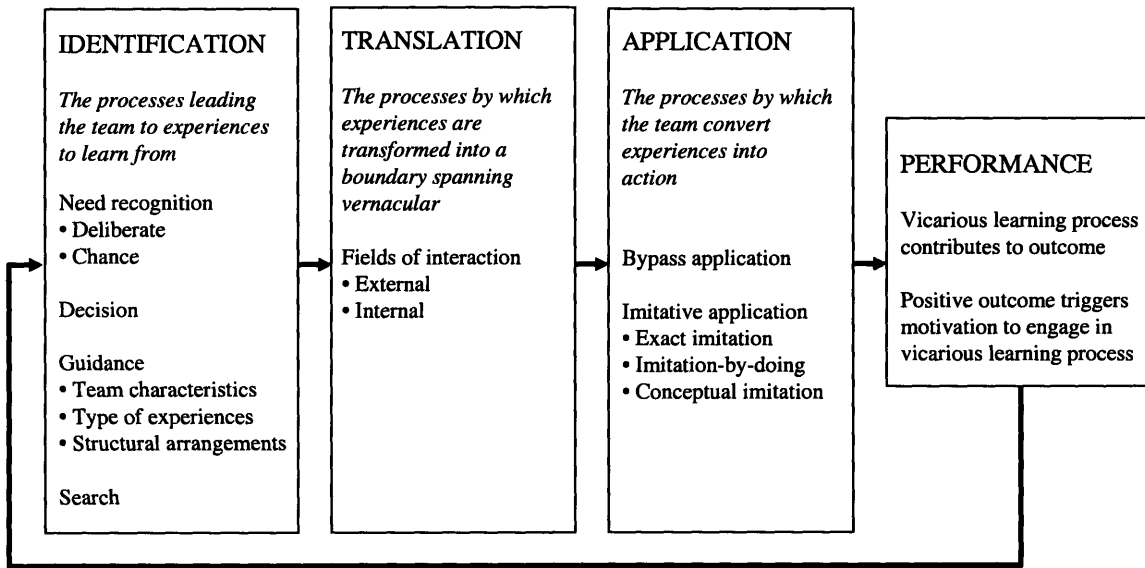 IDENTIFICATION
The processes leading
the team to experiences
to learn from
Need recognition
• Deliberate
• Chance
Decision
Guidance
• Team characteristics
• Type of experiences
• Structural arrangements
Search
TRANSLATION
The processes by which
experiences are
transformed into a
boundary spanning
vernacular
Fields of interaction
• External
• Internal
APPLICATION
The processes by which
the team convert
experiences into
action
Bypass application
Imitative application
• Exact imitation
• Imitation-by-doing
• Conceptual imitation
PERFORMANCE
Vicarious learning process
contributes to outcome
Positive outcome triggers
motivation to engage in
vicarious learning process